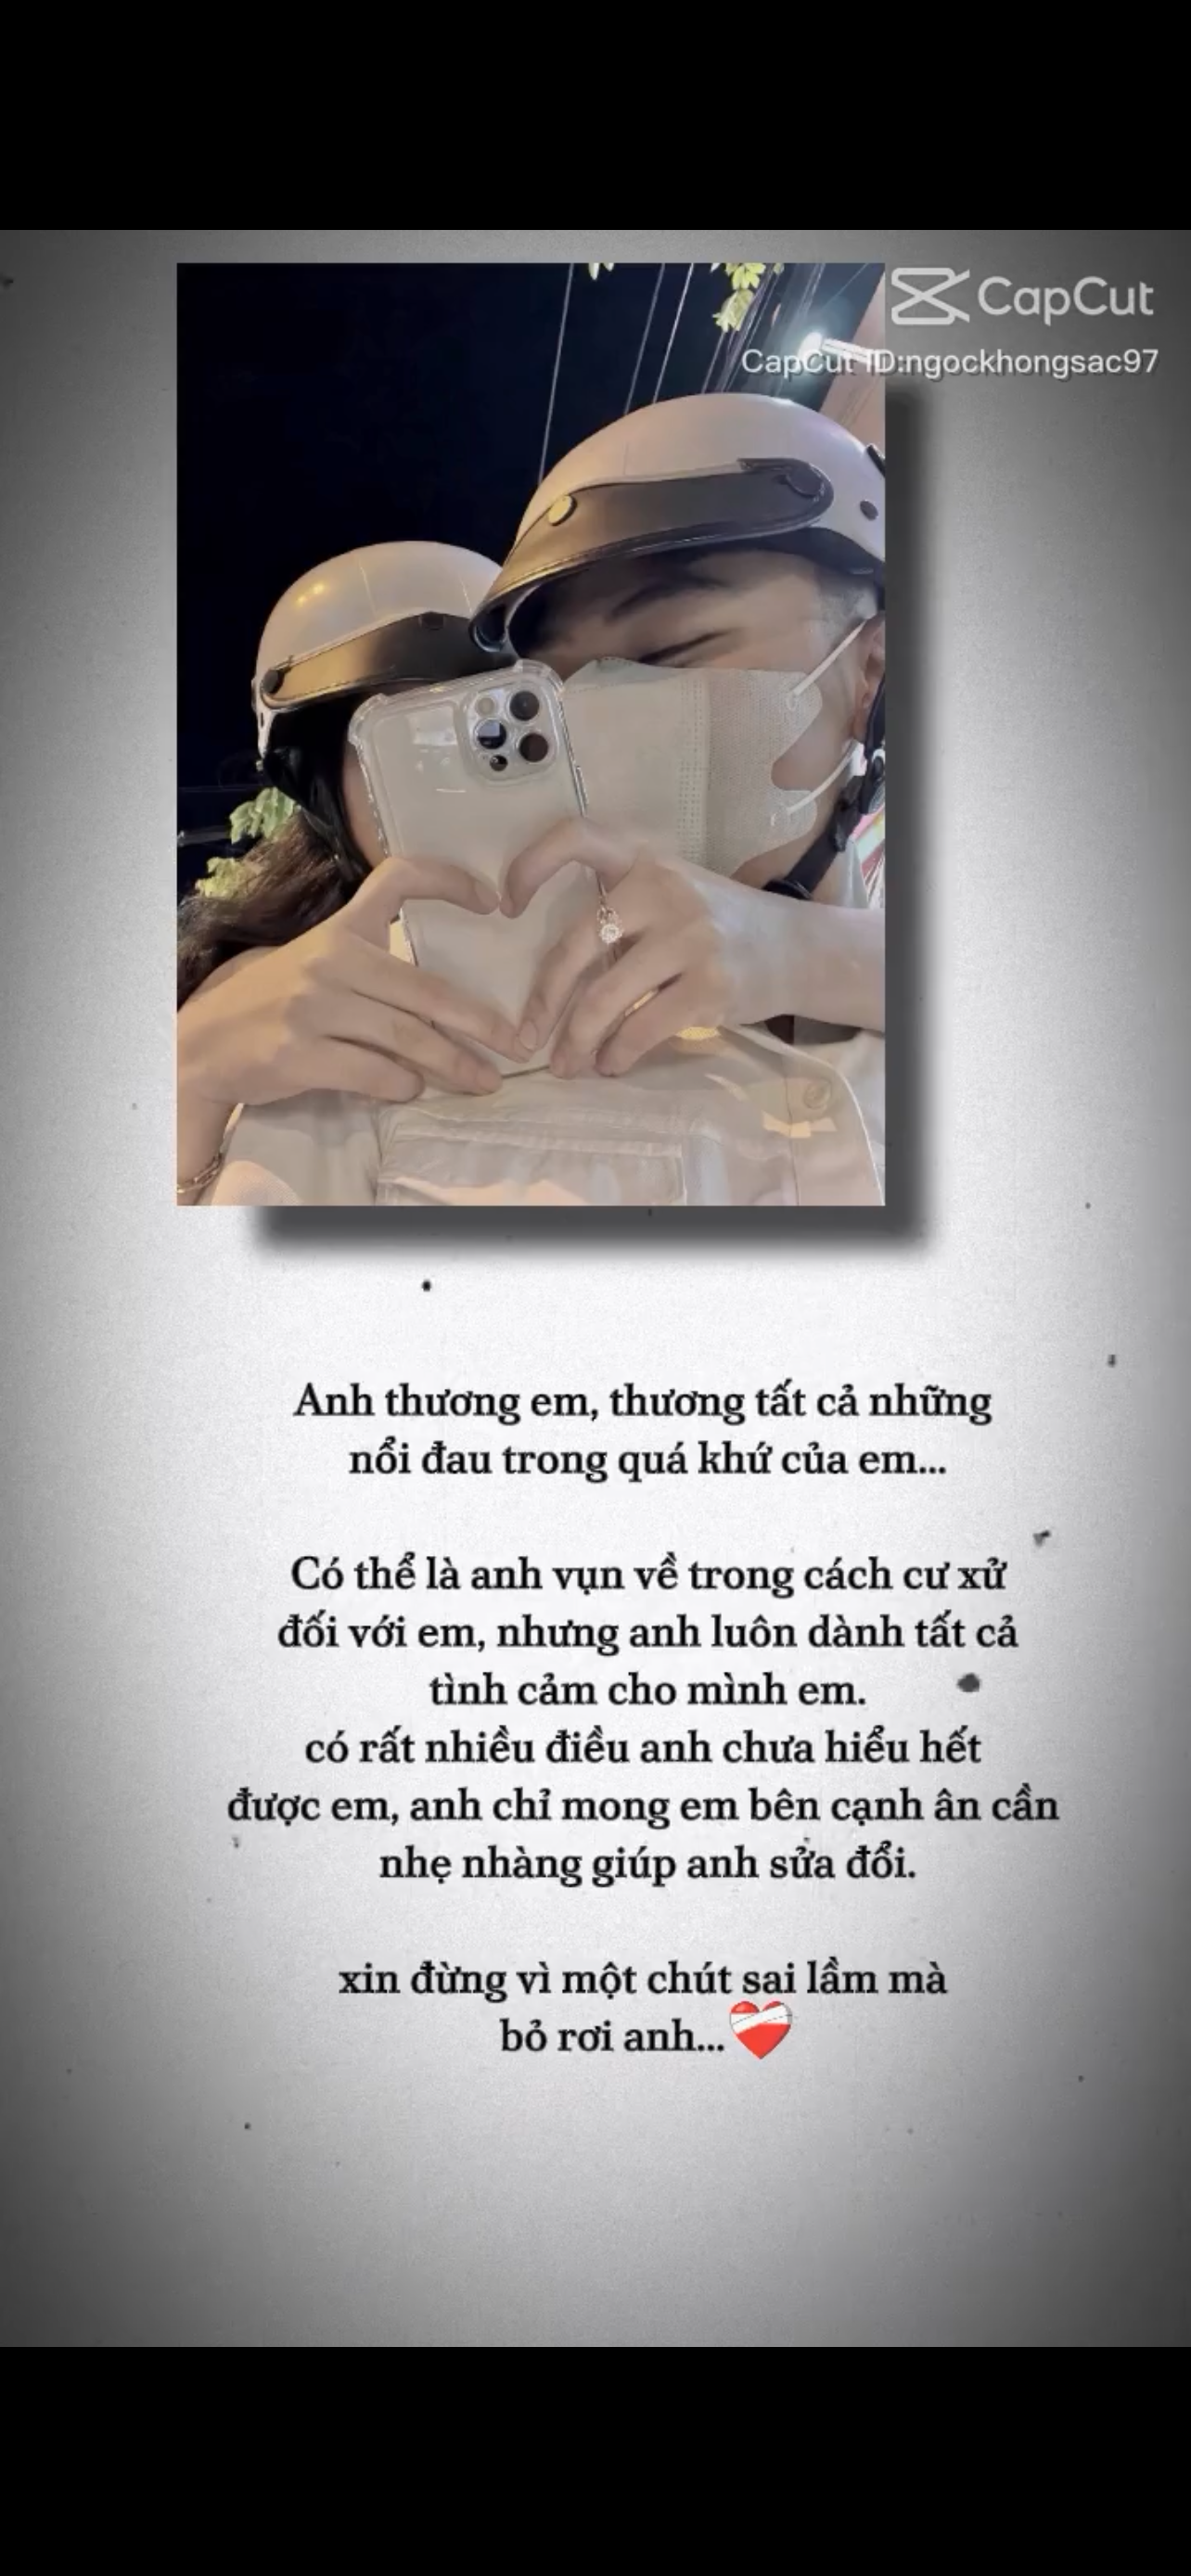 CapCut
CapCut ID:ngockhongsac97
Anh thương em, thương tất cả những
nổi đau trong quá khứ của em...
Có thể là anh vụn về trong cách cư xử
đối với em, nhưng anh luôn dành tất cả
tình cảm cho mình em.
có rất nhiều điều anh chưa hiểu hết
được em, anh chỉ mong em bên cạnh ân cần
nhẹ nhàng giúp anh sửa đổi.
xin đừng vì một chút sai lầm mà
bỏ rơi anh...❤️‍🩹